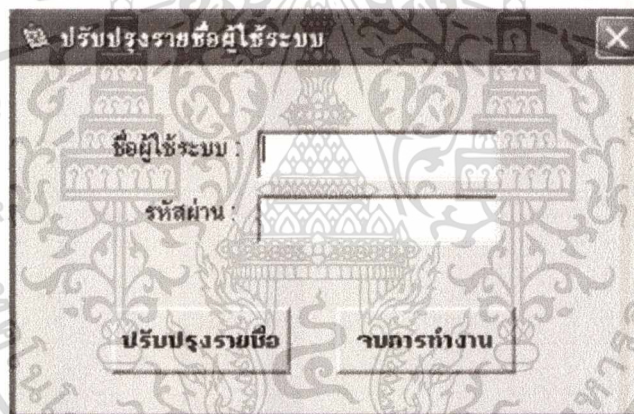 ปรับปรุงรายชื่อผู้ใช้ระบบ
ชื่อผู้ใช้ระบบ :
รหัสผ่าน :
ปรับปรุงรายชื่อ
จบการทำงาน